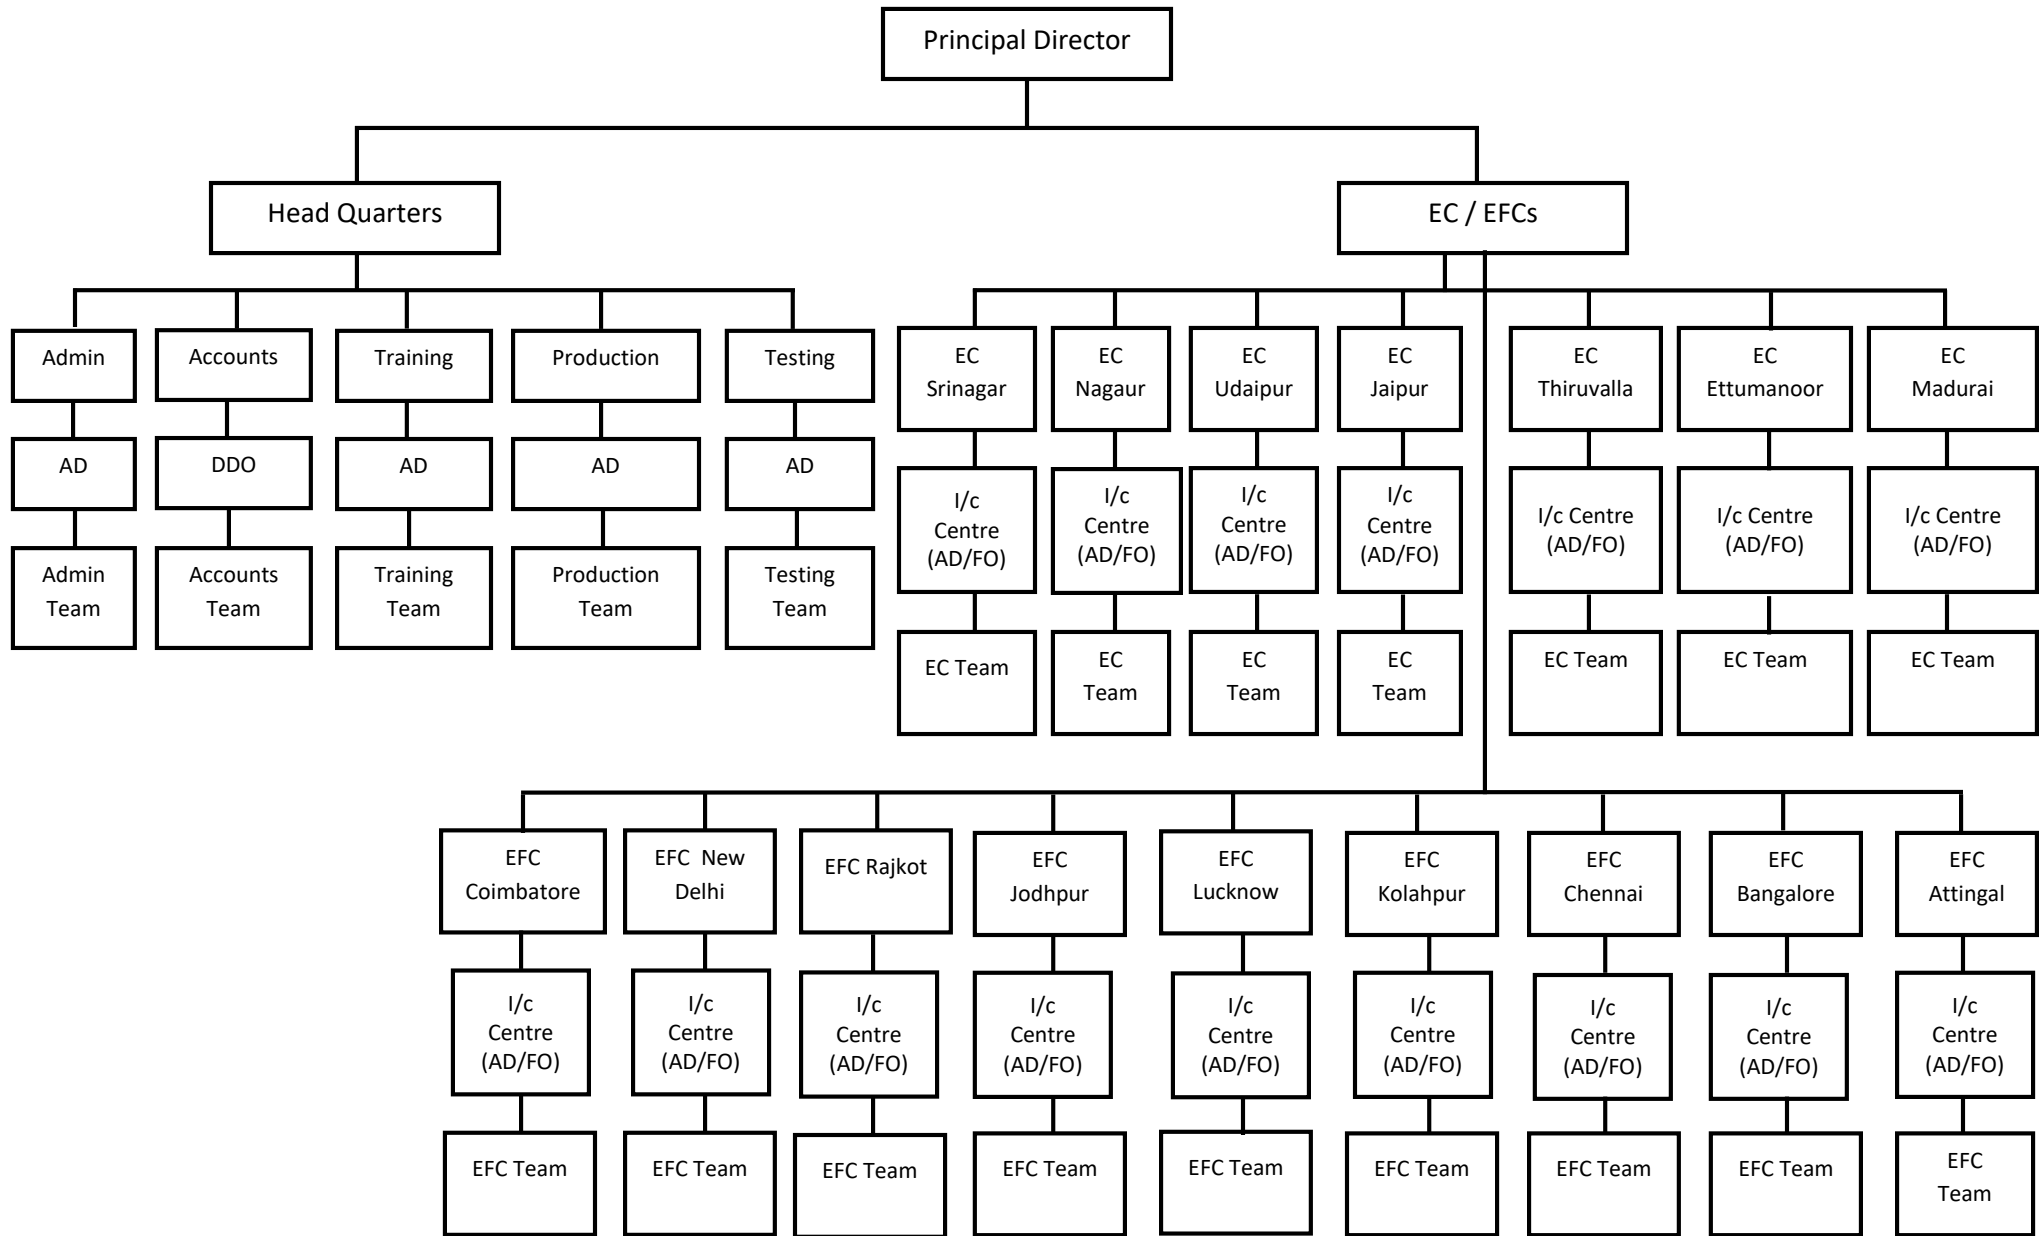 Principal Director
Head Quarters
EC / EFCs
Admin
Accounts
Training
Production
Testing
AD
DDO
AD
AD
AD
Admin
Team
Accounts
Team
Training
Team
Production
Team
Testing
Team
EC
Srinagar
EC
Nagaur
EC
Udaipur
EC
Jaipur
EC
Thiruvalla
EC
Ettumanoor
EC
Madurai
I/c
Centre
(AD/FO)
I/c
Centre
(AD/FO)
I/c
Centre
(AD/FO)
I/c
Centre
(AD/FO)
I/c Centre
(AD/FO)
I/c Centre
(AD/FO)
I/c Centre
(AD/FO)
EC Team
EC
Team
EC
Team
EC
Team
EC Team
EC Team
EC Team
EFC
Coimbatore
EFC  New
Delhi
EFC Rajkot
EFC
Jodhpur
EFC
Lucknow
EFC
Kolahpur
EFC
Chennai
EFC
Bangalore
EFC
Attingal
I/c
Centre
(AD/FO)
I/c
Centre
(AD/FO)
I/c
Centre
(AD/FO)
I/c
Centre
(AD/FO)
I/c
Centre
(AD/FO)
I/c
Centre
(AD/FO)
I/c
Centre
(AD/FO)
I/c
Centre
(AD/FO)
I/c
Centre
(AD/FO)
EFC Team
EFC Team
EFC Team
EFC Team
EFC Team
EFC Team
EFC Team
EFC Team
EFC
Team